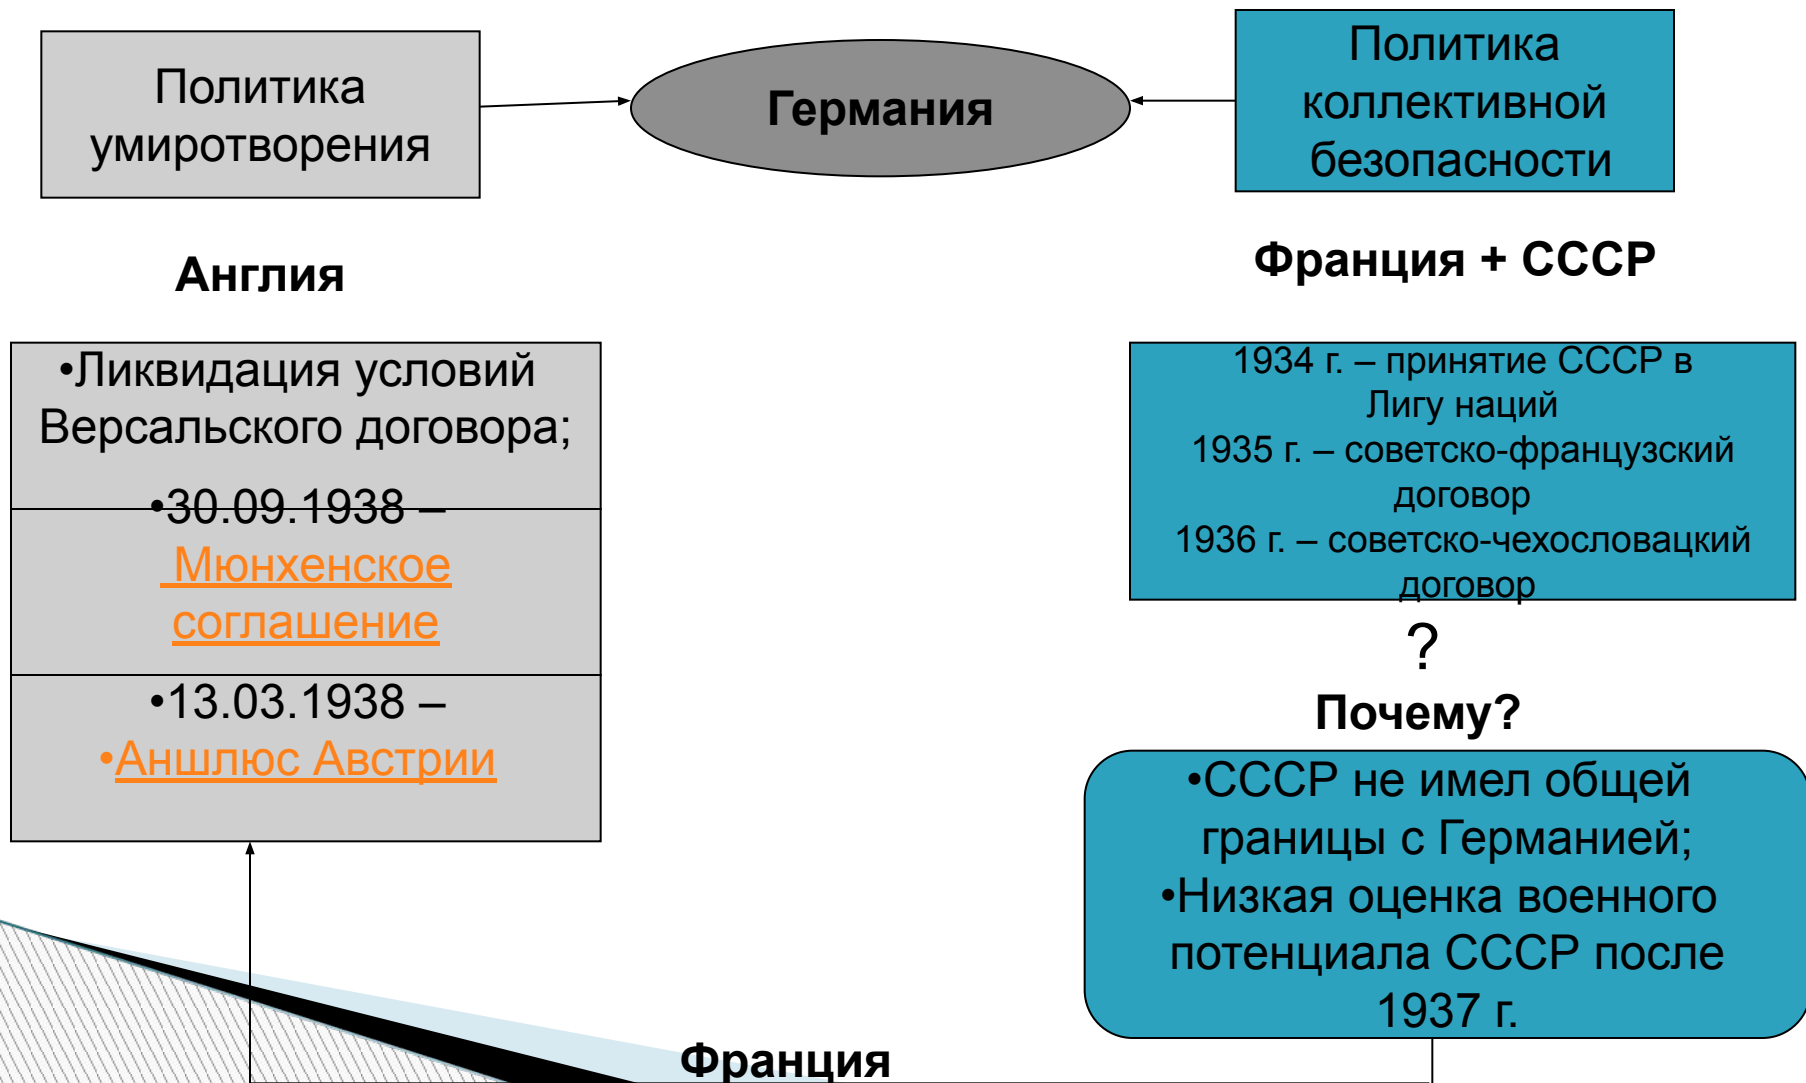 Политика
умиротворения
Германия
Политика
коллективной
безопасности
Англия
Франция + СССР
•Ликвидация условий
Версальского договора;
•30.09.1938 –
Мюнхенское
соглашение
•13.03.1938 –
•Аншлюс Австрии
1934 г. – принятие СССР в
Лигу наций
1935 г. – советско-французский
договор
1936 г. – советско-чехословацкий
договор
?
Почему?
•СССР не имел общей
границы с Германией;
•Низкая оценка военного
потенциала СССР после
1937 г.
Франция